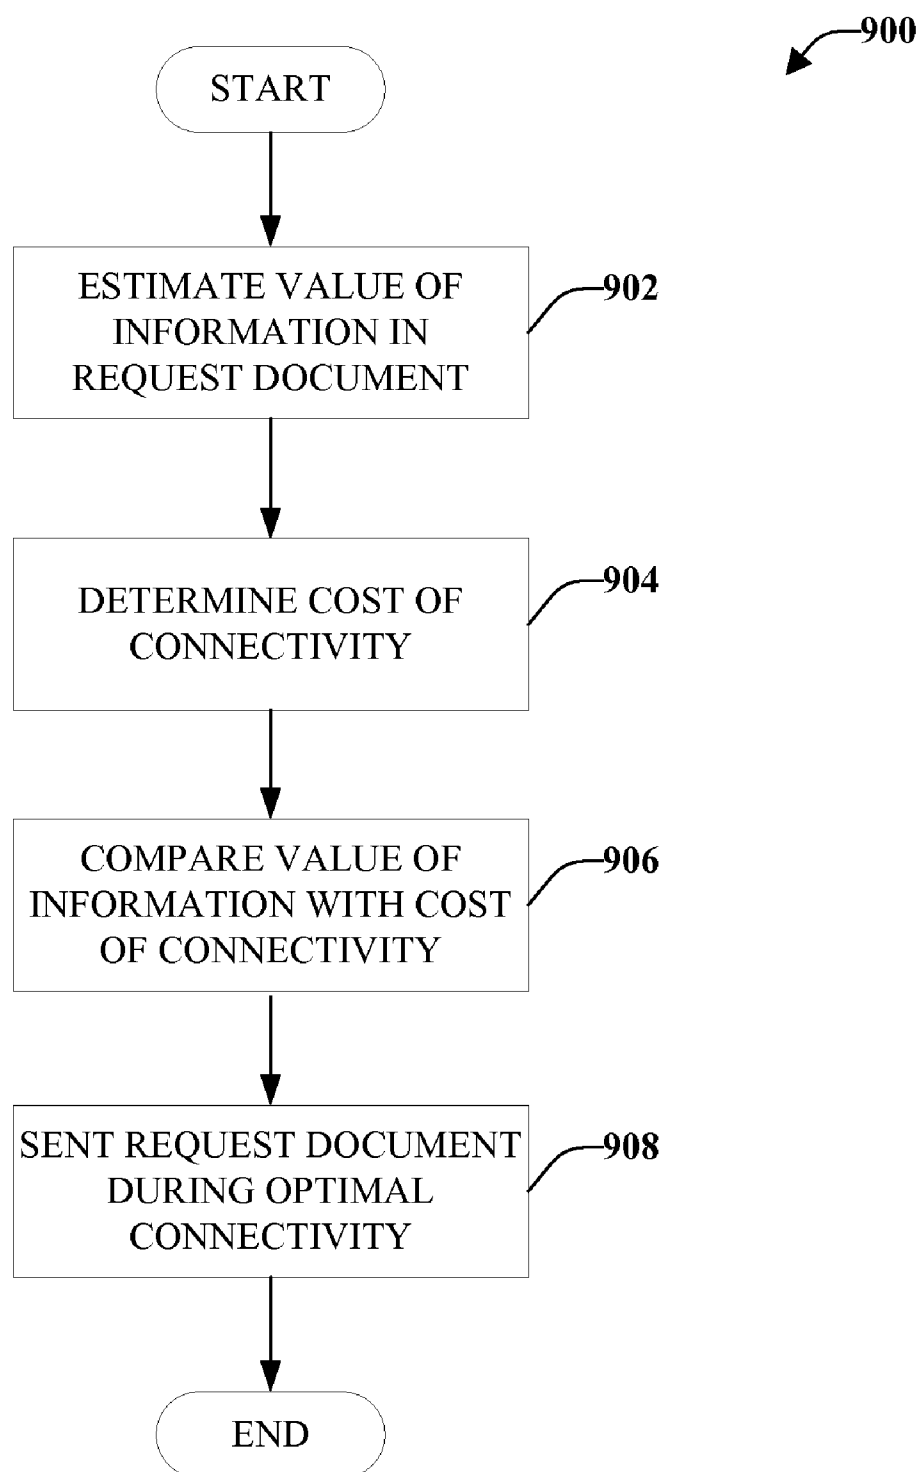 900
START
ESTIMATE VALUE OF
INFORMATION IN
REQUEST DOCUMENT
902
DETERMINE COST OF
CONNECTIVITY
904
COMPARE VALUE OF
INFORMATION WITH COST
OF CONNECTIVITY
906
SENT REQUEST DOCUMENT
DURING OPTIMAL
CONNECTIVITY
908
END